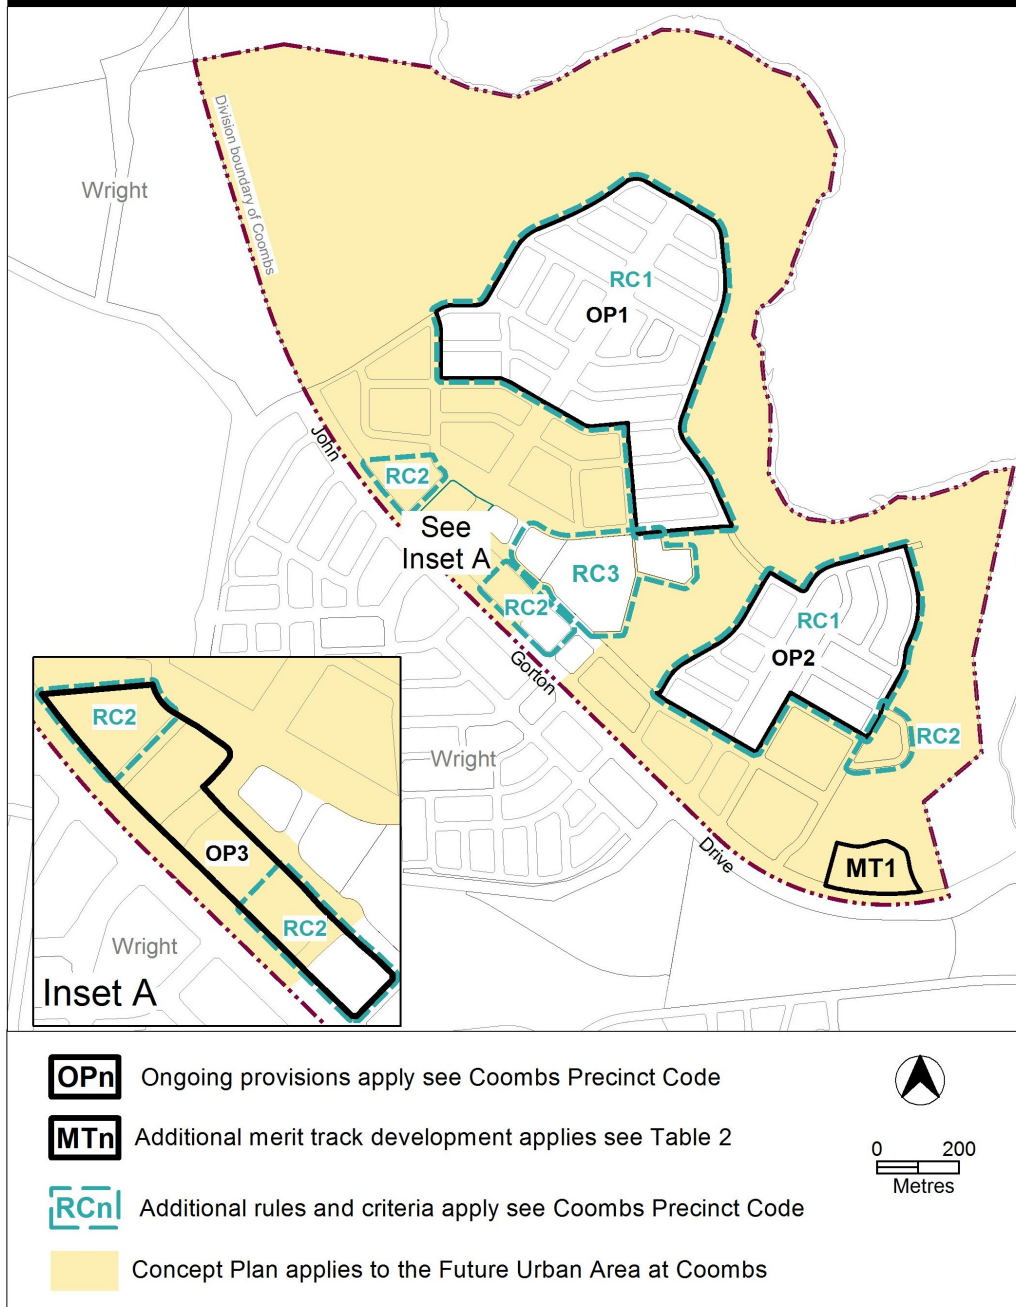 Wright
Division boundary of Coombs
RC1
OP1
John
RC2
See
Inset A
RC3
RC2
RC1
OP2
Gorton
RC2
Wright
Drive
MT1
RC2
OP3
RC2
Wright
Inset A
OPn Ongoing provisions apply see Coombs Precinct Code
MTn Additional merit track development applies see Table 2
RCn Additional rules and criteria apply see Coombs Precinct Code
Concept Plan applies to the Future Urban Area at Coombs
0 200
Metres